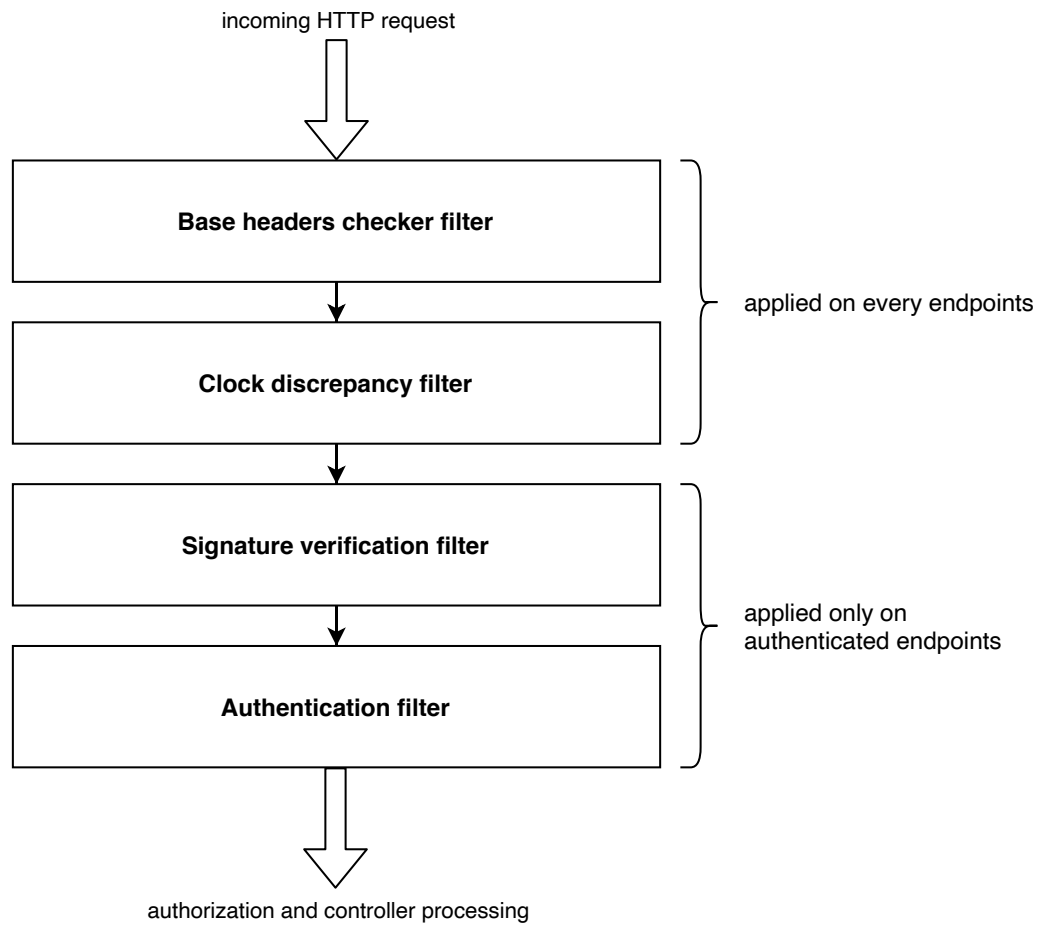 incoming HTTP request
Base headers checker filter
Clock discrepancy filter
applied on every endpoints
Signature verification filter
Authentication filter
applied only on
authenticated endpoints
authorization and controller processing